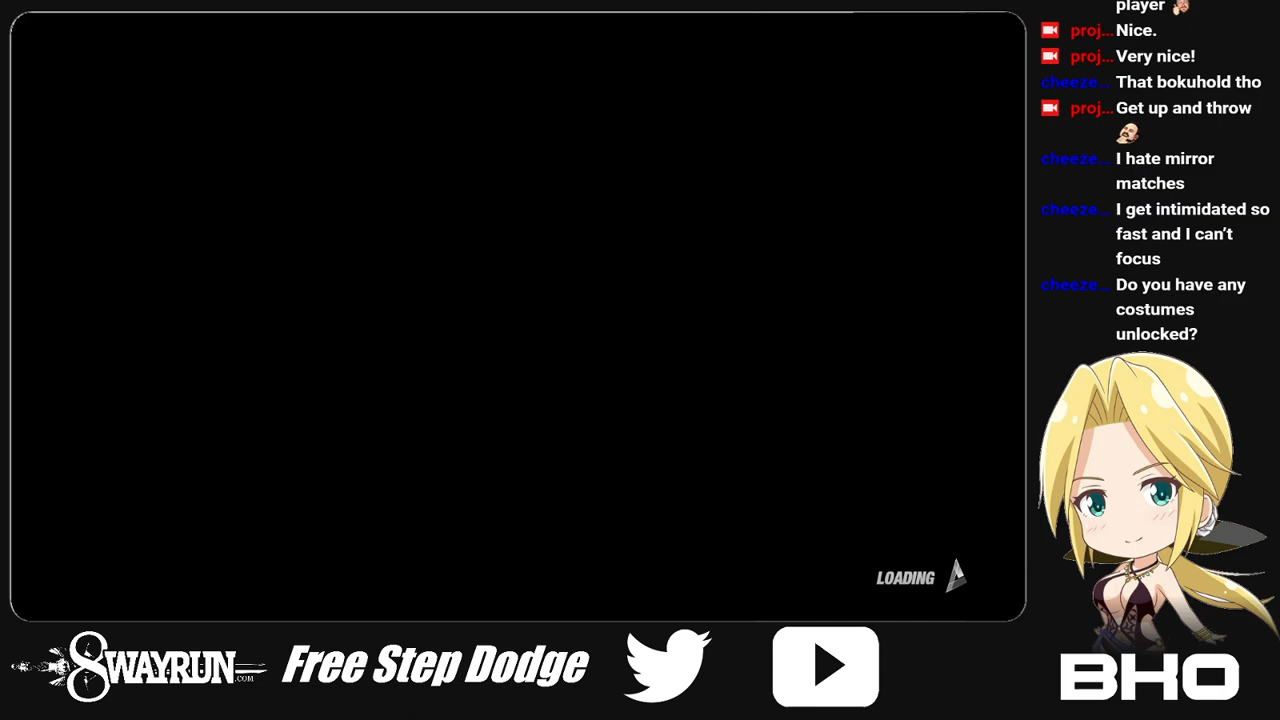 player
proj... Nice.
proj... Very nice!
cheeze... That bokuhold tho
proj... Get up and throw
cheeze... I hate mirror
matches
cheeze... I get intimidated so
fast and I can't
focus
cheeze... Do you have any
costumes
unlocked?
LOADING
8WAYRUN.COM
Free Step Dodge
BHO